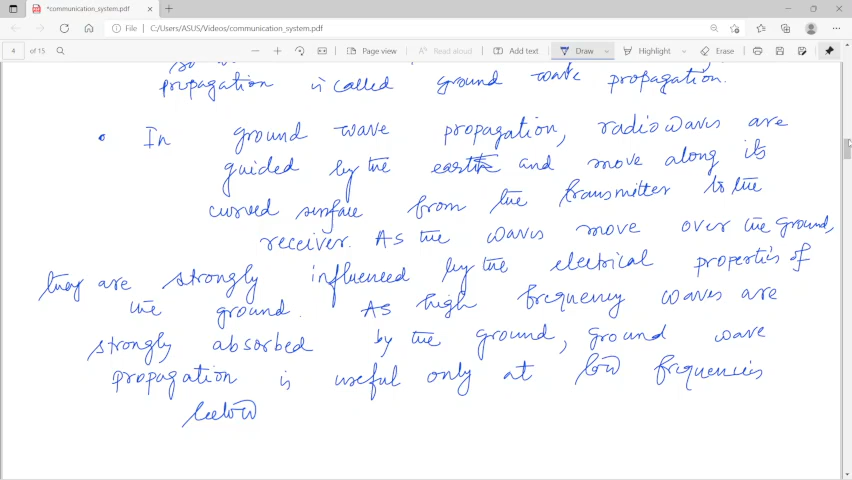 *communication_system.pdf
File
C:/Users/ASUS/Videos/communication_system.pdf
4 of 15
Page view
Read aloud
Add text
Draw
Highlight
Erase
propagation is called ground wave propagation.
• In ground wave propagation, radiowaves are
guided by the earth and move along its
curved surface from the transmitter to the
receiver. As the waves move over the ground,
they are strongly influenced by the electrical properties of
the ground. As high frequency waves are
strongly absorbed by the ground, ground wave
propagation is useful only at low frequencies
below